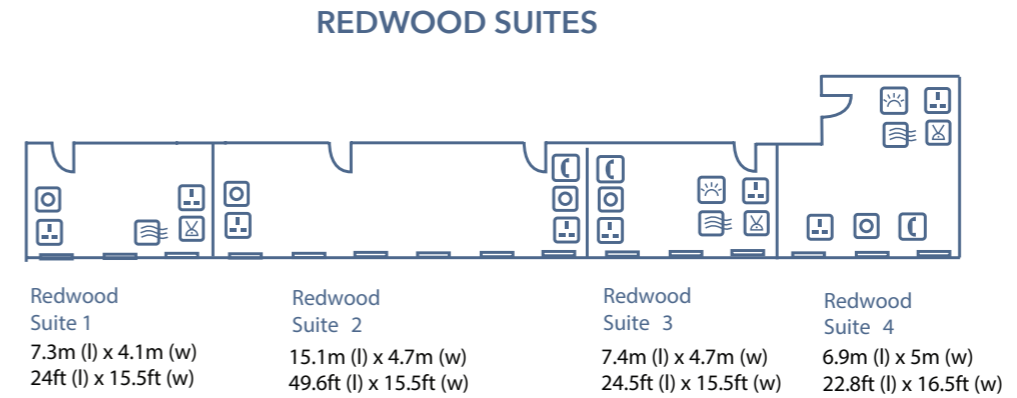 REDWOOD SUITES
Redwood
Suite 1
7.3m (l) x 4.1m (w)
24ft (l) x 15.5ft (w)
Redwood
Suite 2
15.1m (l) x 4.7m (w)
49.6ft (l) x 15.5ft (w)
Redwood
Suite 3
7.4m (l) x 4.7m (w)
24.5ft (l) x 15.5ft (w)
Redwood
Suite 4
6.9m (l) x 5m (w)
22.8ft (l) x 16.5ft (w)